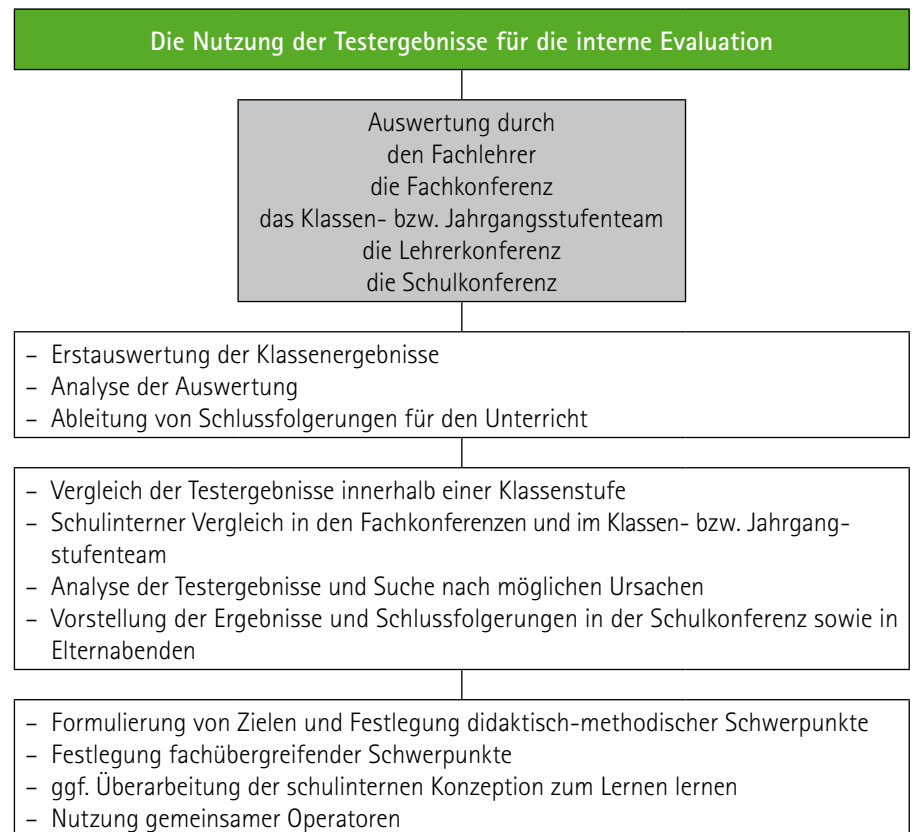 Die Nutzung der Testergebnisse für die interne Evaluation
Auswertung durch
den Fachlehrer
die Fachkonferenz
das Klassen- bzw. Jahrgangsstufenteam
die Lehrerkonferenz
die Schulkonferenz
– Erstauswertung der Klassenergebnisse
– Analyse der Auswertung
– Ableitung von Schlussfolgerungen für den Unterricht
– Vergleich der Testergebnisse innerhalb einer Klassenstufe
– Schulinterner Vergleich in den Fachkonferenzen und im Klassen- bzw. Jahrgang-
stufenteam
– Analyse der Testergebnisse und Suche nach möglichen Ursachen
– Vorstellung der Ergebnisse und Schlussfolgerungen in der Schulkonferenz sowie in
Elternabenden
– Formulierung von Zielen und Festlegung didaktisch-methodischer Schwerpunkte
– Festlegung fachübergreifender Schwerpunkte
– ggf. Überarbeitung der schulinternen Konzeption zum Lernen lernen
– Nutzung gemeinsamer Operatoren